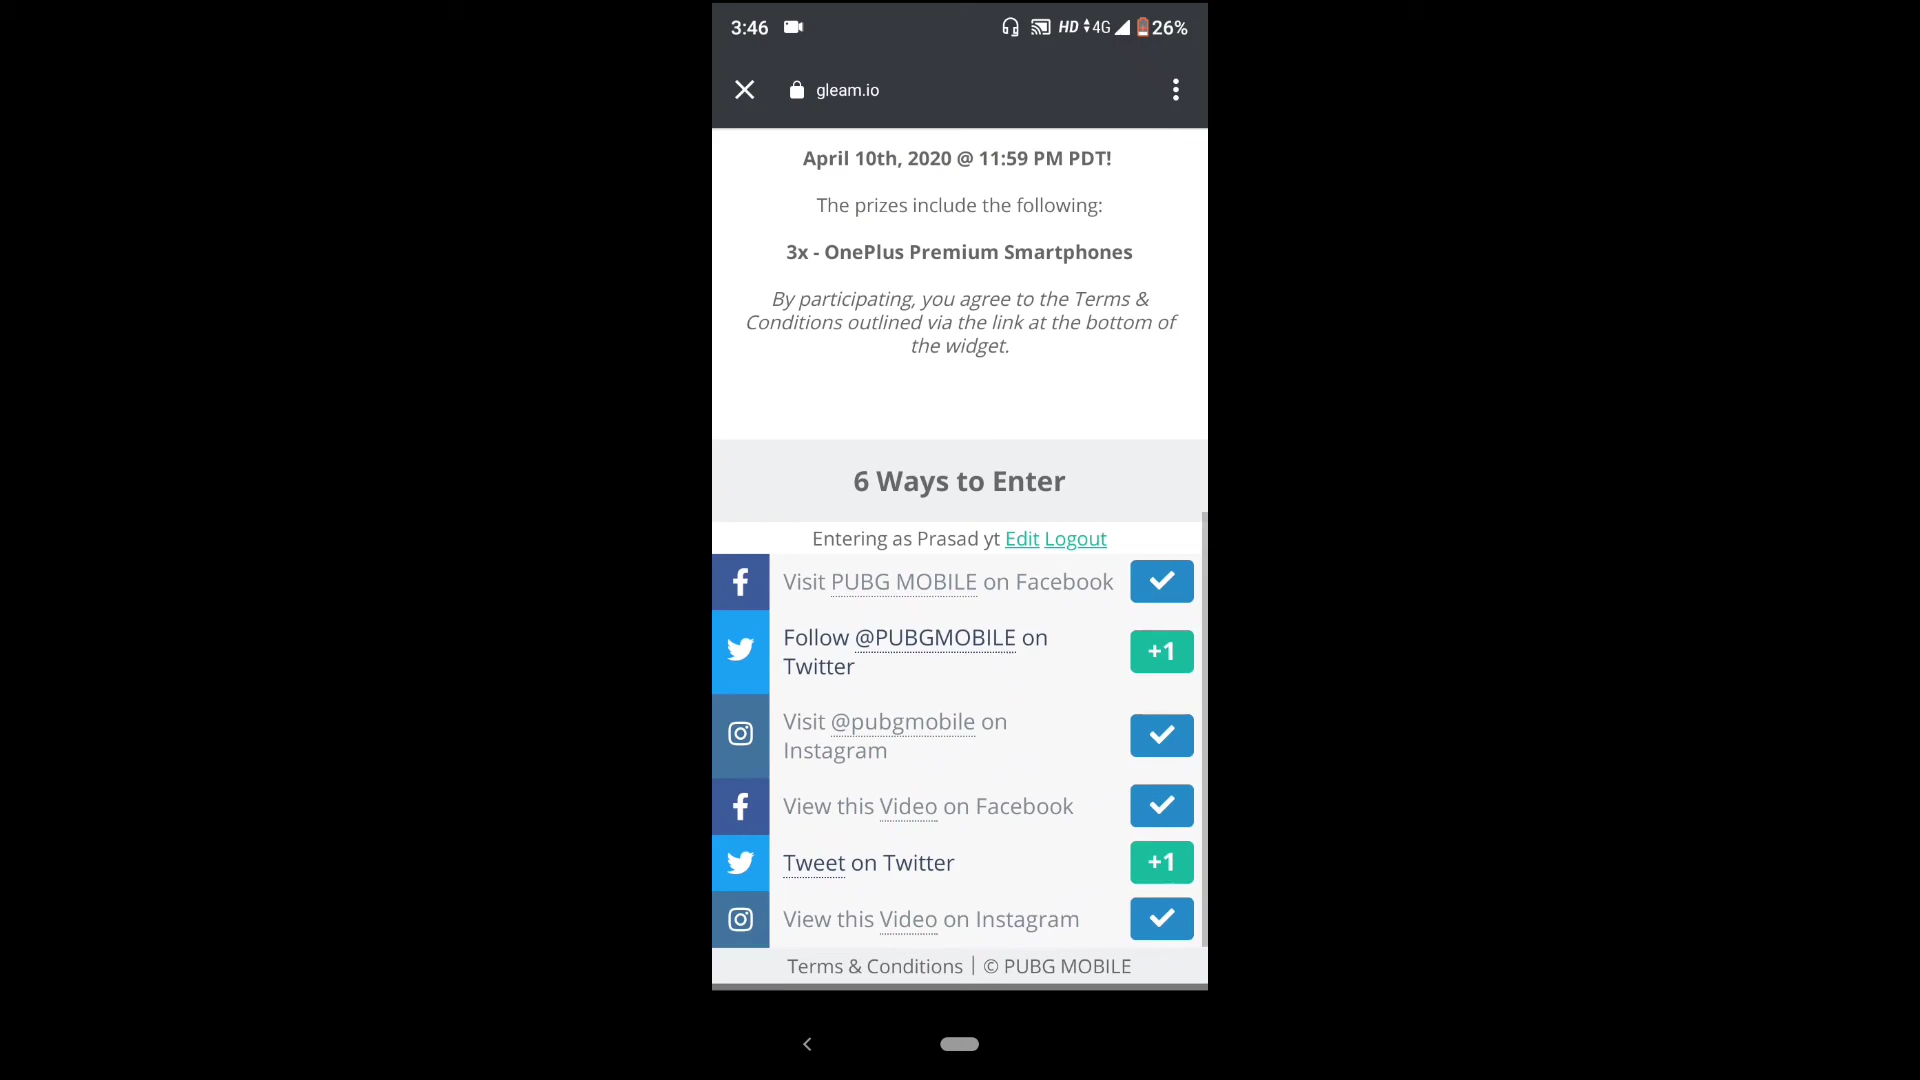 3:46 HD 4G 26%
gleam.io
April 10th, 2020 @ 11:59 PM PDT!
The prizes include the following:
3x - OnePlus Premium Smartphones
By participating, you agree to the Terms &
Conditions outlined via the link at the bottom of
the widget.
6 Ways to Enter
Entering as Prasad yt Edit Logout
Visit PUBG MOBILE on Facebook
Follow @PUBGMOBILE on
Twitter
+1
Visit @pubgmobile on
Instagram
View this Video on Facebook
Tweet on Twitter +1
View this Video on Instagram
Terms & Conditions | © PUBG MOBILE